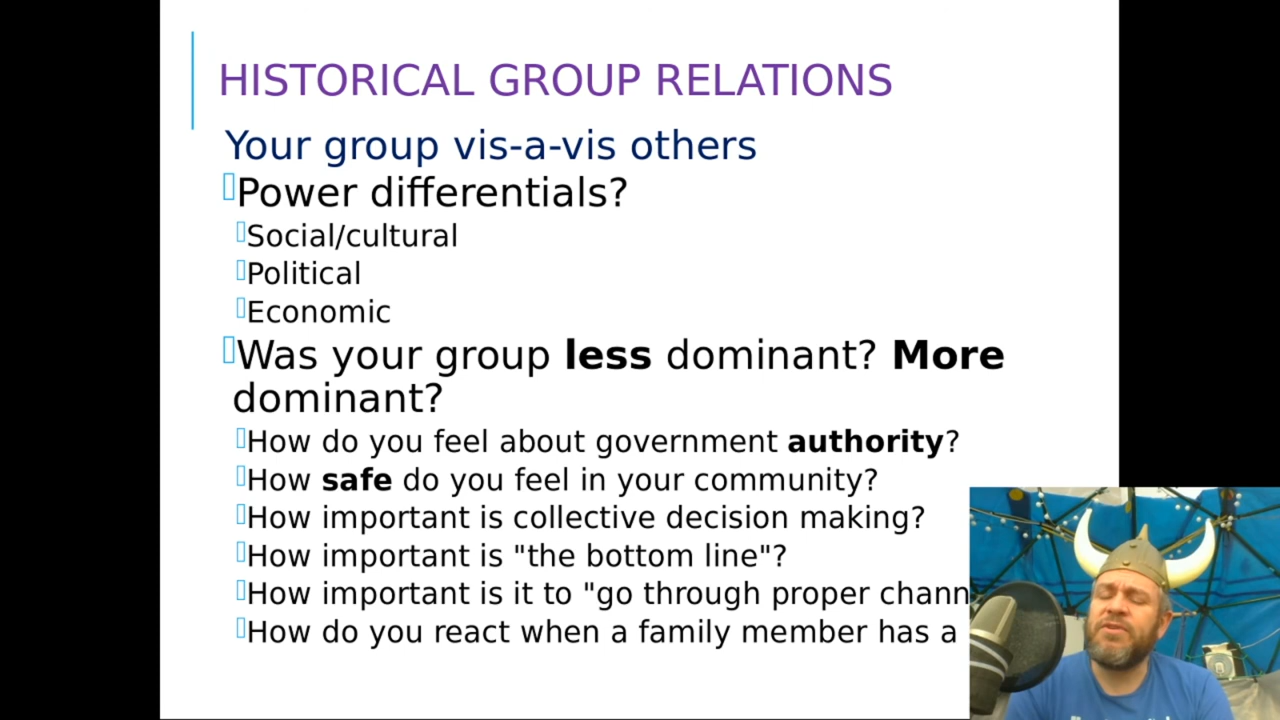 HISTORICAL GROUP RELATIONS
Your group vis-a-vis others
Power differentials?
Social/cultural
Political
Economic
Was your group less dominant? More
dominant?
How do you feel about government authority?
How safe do you feel in your community?
How important is collective decision making?
How important is "the bottom line"?
How important is it to "go through proper chann
How do you react when a family member has a